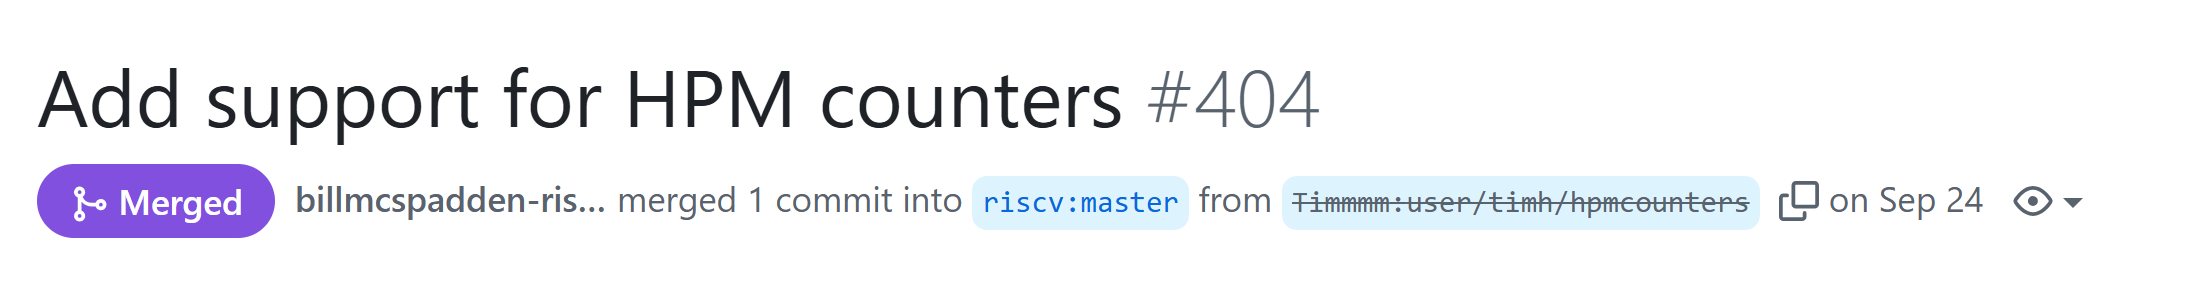 Add support for HPM counters #404
Merged billmcspadden-ris... merged 1 commit into riscv:master from Timmmm:user/timh/hpmcounters on Sep 24